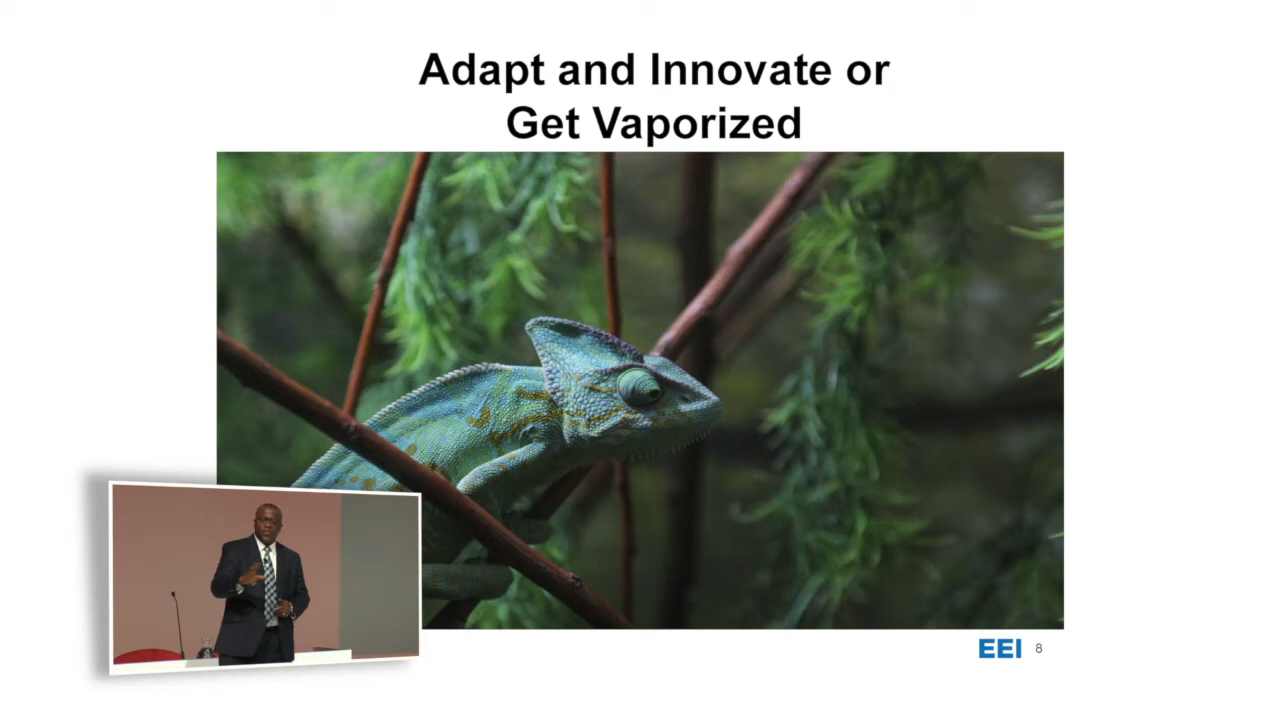 Adapt and Innovate or
Get Vaporized
EEI 8